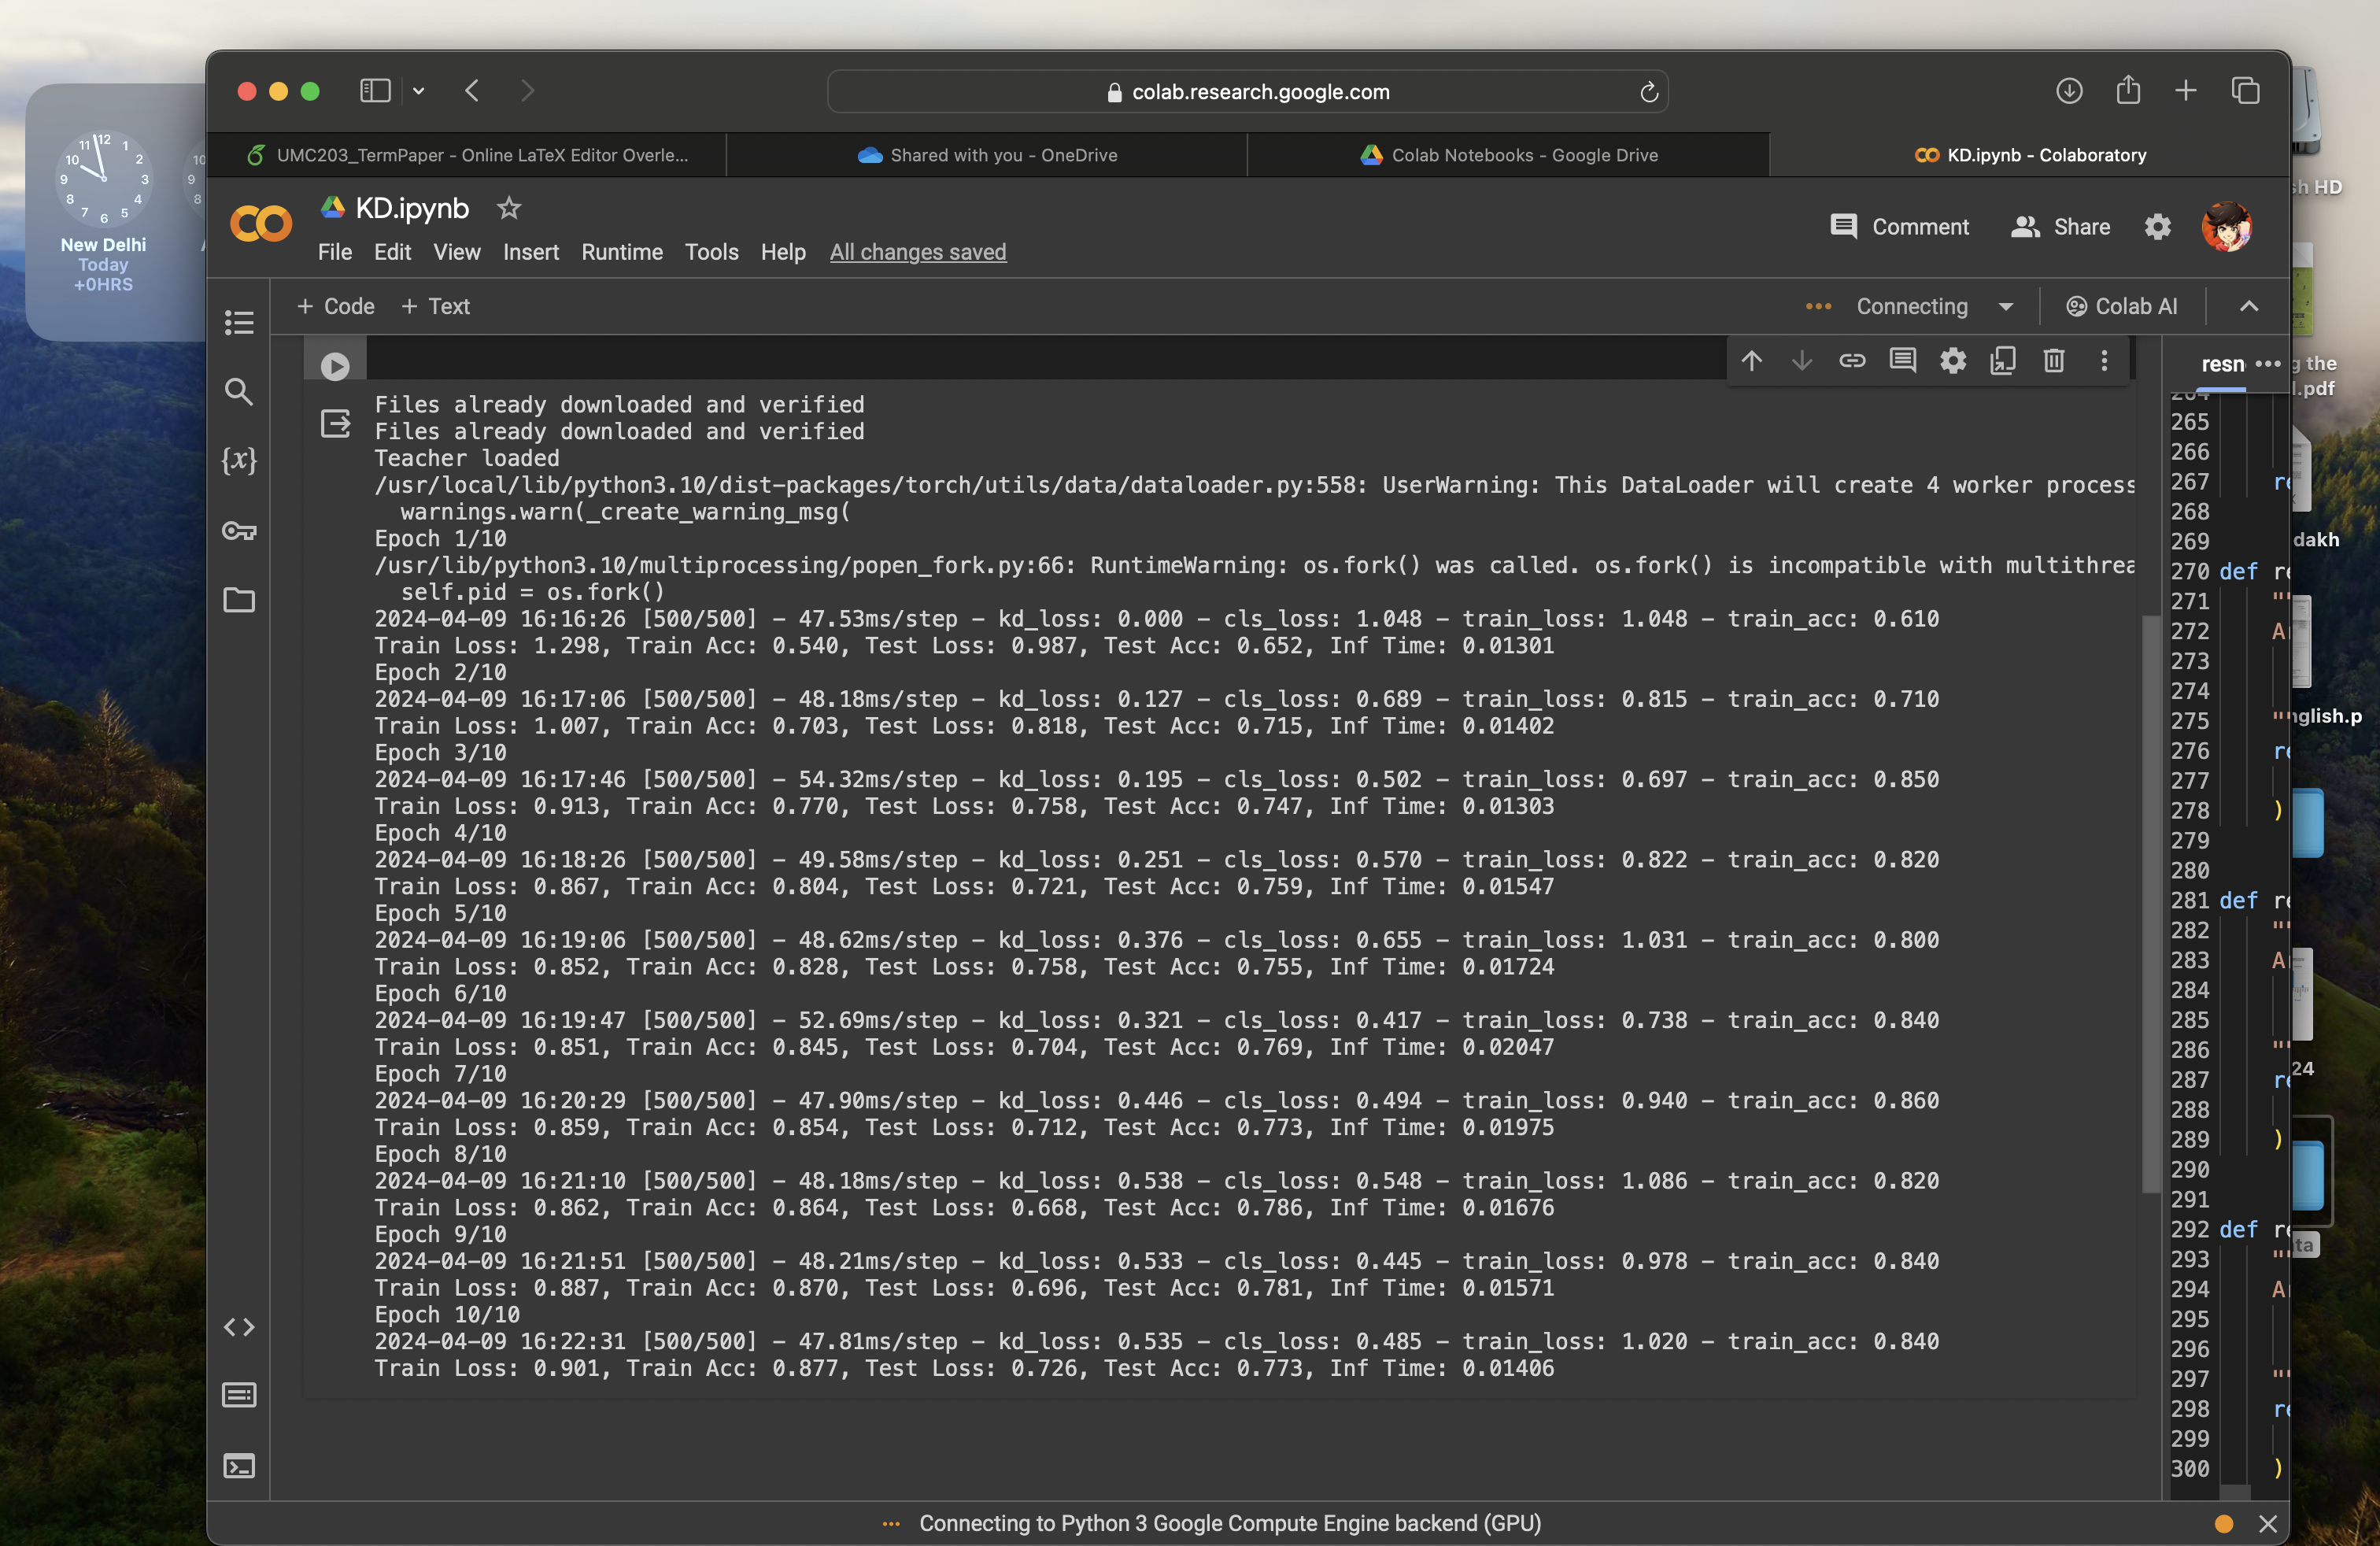 colab.research.google.com
UMC203_TermPaper - Online LaTeX Editor Overle...
Shared with you - OneDrive
Colab Notebooks - Google Drive
KD.ipynb - Colaboratory
12
11
1
10
2
9
3
8
4
7
5
6
New Delhi
Today
+0HRS
10
9
8
KD.ipynb
Comment
Share
File Edit View Insert Runtime Tools Help All changes saved
+ Code + Text
Connecting
Colab AI
Files already downloaded and verified
Files already downloaded and verified
Teacher loaded
/usr/local/lib/python3.10/dist-packages/torch/utils/data/dataloader.py:558: UserWarning: This DataLoader will create 4 worker process
warnings.warn(_create_warning_msg(
Epoch 1/10
/usr/lib/python3.10/multiprocessing/popen_fork.py:66: RuntimeWarning: os.fork() was called. os.fork() is incompatible with multithrea
self.pid = os.fork()
2024-04-09 16:16:26 [500/500] - 47.53ms/step - kd_loss: 0.000 - cls_loss: 1.048 - train_loss: 1.048 - train_acc: 0.610
Train Loss: 1.298, Train Acc: 0.540, Test Loss: 0.987, Test Acc: 0.652, Inf Time: 0.01301
Epoch 2/10
2024-04-09 16:17:06 [500/500] - 48.18ms/step - kd_loss: 0.127 - cls_loss: 0.689 - train_loss: 0.815 - train_acc: 0.710
Train Loss: 1.007, Train Acc: 0.703, Test Loss: 0.818, Test Acc: 0.715, Inf Time: 0.01402
Epoch 3/10
2024-04-09 16:17:46 [500/500] - 54.32ms/step - kd_loss: 0.195 - cls_loss: 0.502 - train_loss: 0.697 - train_acc: 0.850
Train Loss: 0.913, Train Acc: 0.770, Test Loss: 0.758, Test Acc: 0.747, Inf Time: 0.01303
Epoch 4/10
2024-04-09 16:18:26 [500/500] - 49.58ms/step - kd_loss: 0.251 - cls_loss: 0.570 - train_loss: 0.822 - train_acc: 0.820
Train Loss: 0.867, Train Acc: 0.804, Test Loss: 0.721, Test Acc: 0.759, Inf Time: 0.01547
Epoch 5/10
2024-04-09 16:19:06 [500/500] - 48.62ms/step - kd_loss: 0.376 - cls_loss: 0.655 - train_loss: 1.031 - train_acc: 0.800
Train Loss: 0.852, Train Acc: 0.828, Test Loss: 0.758, Test Acc: 0.755, Inf Time: 0.01724
Epoch 6/10
2024-04-09 16:19:47 [500/500] - 52.69ms/step - kd_loss: 0.321 - cls_loss: 0.417 - train_loss: 0.738 - train_acc: 0.840
Train Loss: 0.851, Train Acc: 0.845, Test Loss: 0.704, Test Acc: 0.769, Inf Time: 0.02047
Epoch 7/10
2024-04-09 16:20:29 [500/500] - 47.90ms/step - kd_loss: 0.446 - cls_loss: 0.494 - train_loss: 0.940 - train_acc: 0.860
Train Loss: 0.859, Train Acc: 0.854, Test Loss: 0.712, Test Acc: 0.773, Inf Time: 0.01975
Epoch 8/10
2024-04-09 16:21:10 [500/500] - 48.18ms/step - kd_loss: 0.538 - cls_loss: 0.548 - train_loss: 1.086 - train_acc: 0.820
Train Loss: 0.862, Train Acc: 0.864, Test Loss: 0.668, Test Acc: 0.786, Inf Time: 0.01676
Epoch 9/10
2024-04-09 16:21:51 [500/500] - 48.21ms/step - kd_loss: 0.533 - cls_loss: 0.445 - train_loss: 0.978 - train_acc: 0.840
Train Loss: 0.887, Train Acc: 0.870, Test Loss: 0.696, Test Acc: 0.781, Inf Time: 0.01571
Epoch 10/10
2024-04-09 16:22:31 [500/500] - 47.81ms/step - kd_loss: 0.535 - cls_loss: 0.485 - train_loss: 1.020 - train_acc: 0.840
Train Loss: 0.901, Train Acc: 0.877, Test Loss: 0.726, Test Acc: 0.773, Inf Time: 0.01406
resn
265
266
267 re
268
269
270 def re
271 ""
272 A
273
274
275 ""
276 re
277
278 )
279
280
281 def re
282 ""
283 A
284
285
286 ""
287 re
288
289 )
290
291
292 def re
293 ""
294 A
295
296
297 ""
298 re
299
300 )
sh HD
g the
l.pdf
dakh
nglish.p
24
ta
Connecting to Python 3 Google Compute Engine backend (GPU)